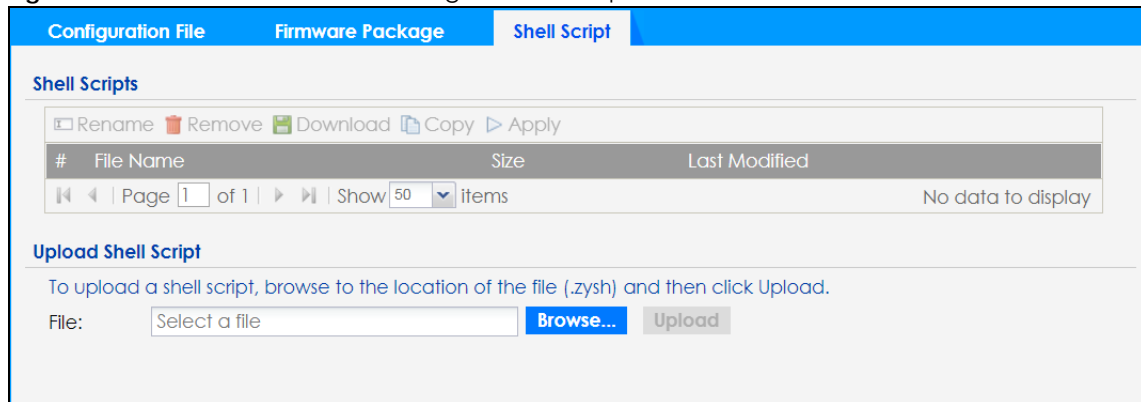 Configuration File Firmware Package Shell Script
Shell Scripts
Rename Remove Download Copy Apply
# File Name Size Last Modified
Page 1 of 1 Show 50 items No data to display
Upload Shell Script
To upload a shell script, browse to the location of the file (.zysh) and then click Upload.
File: Select a file Browse... Upload